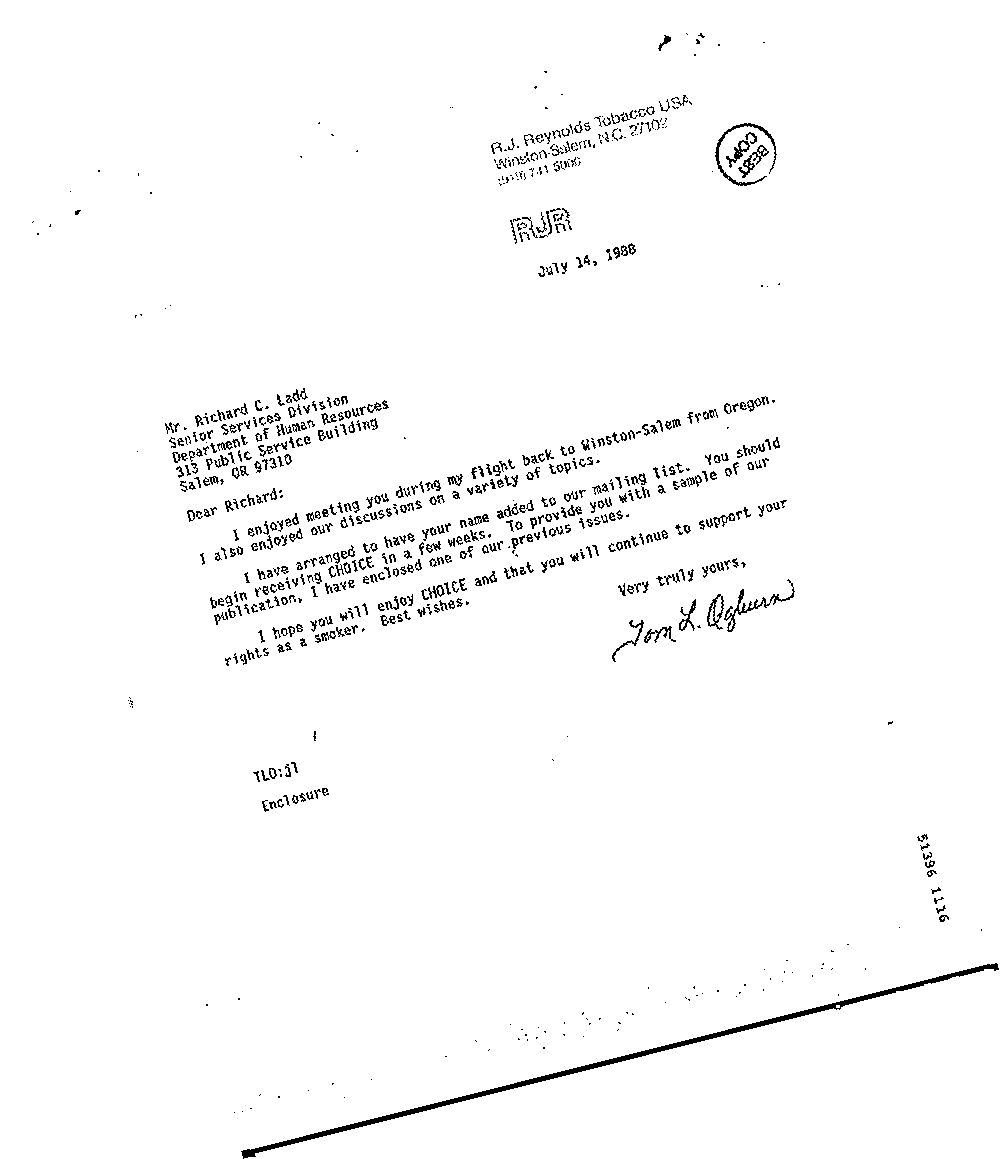 R.J. Reynolds Tobacco USA
Winston-Salem, N.C. 27102
(919) 741 5000
BEST
COPY
RJR
July 14, 1988
Mr. Richard C. Ladd
Senior Services Division
Department of Human Resources
313 Public Service Building
Salem, OR 97310
Dear Richard:
I enjoyed meeting you during my flight back to Winston-Salem from Oregon.
I also enjoyed our discussions on a variety of topics.
I have arranged to have your name added to our mailing list. You should
begin receiving CHOICE in a few weeks. To provide you with a sample of our
publication, I have enclosed one of our previous issues.
I hope you will enjoy CHOICE and that you will continue to support your
rights as a smoker. Best wishes.
Very truly yours,
Tom L. Ogburn
TLO:jl
Enclosure
51396 1116